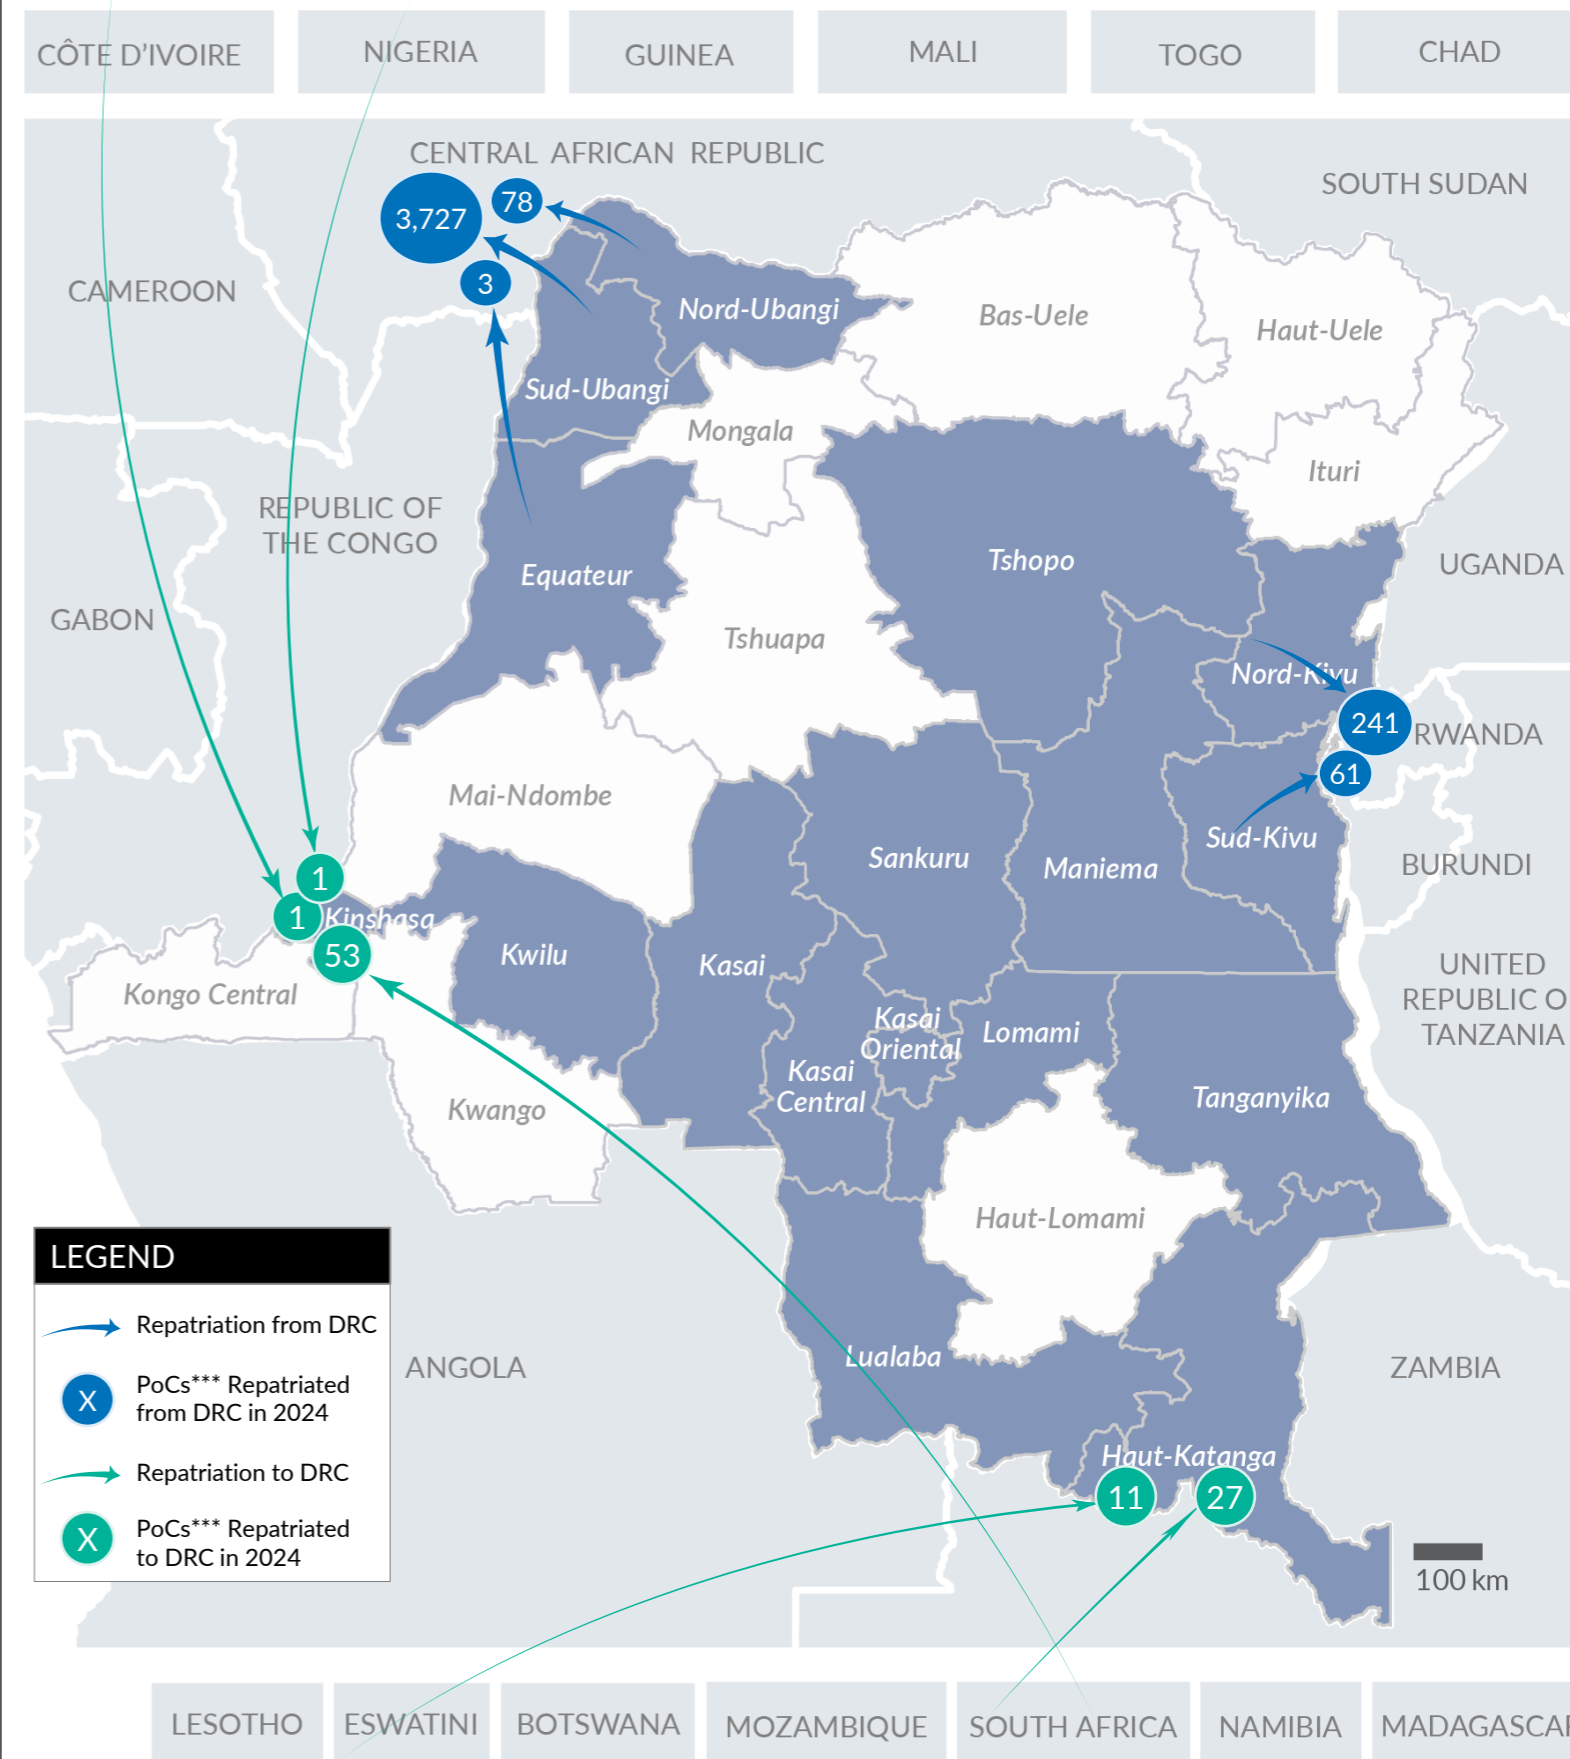 CÔTE D'IVOIRE
NIGERIA
GUINEA
MALI
TOGO
CHAD
CENTRAL AFRICAN REPUBLIC
SOUTH SUDAN
78
3,727
3
CAMEROON
Nord-Ubangi
Bas-Uele
Haut-Uele
Sud-Ubangi
Mongala
Ituri
REPUBLIC OF
THE CONGO
Equateur
Tshopo
UGANDA
GABON
Tshuapa
Nord-Kivu
241
RWANDA
61
Mai-Ndombe
Sud-Kivu
Sankuru
Maniema
BURUNDI
1
1
Kinshasa
53
Kwilu
Kasai
Kongo Central
UNITED
REPUBLIC O
TANZANIA
Kasai
Oriental
Lomami
Kasai
Central
Tanganyika
Kwango
Haut-Lomami
LEGEND
Repatriation from DRC
X
PoCs*** Repatriated
from DRC in 2024
Repatriation to DRC
X
PoCs*** Repatriated
to DRC in 2024
ANGOLA
Lualaba
ZAMBIA
Haut-Katanga
11
27
100 km
LESOTHO
ESWATINI
BOTSWANA
MOZAMBIQUE
SOUTH AFRICA
NAMIBIA
MADAGASCAR